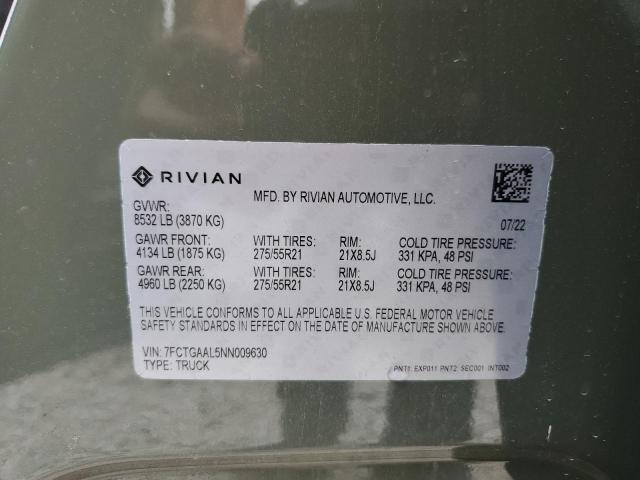 RIVIAN
MFD. BY RIVIAN AUTOMOTIVE, LLC.
GVWR:
8532 LB (3870 KG)
07/22
GAWR FRONT: WITH TIRES: RIM: COLD TIRE PRESSURE:
4134 LB (1875 KG) 275/55R21 21X8.5J 331 KPA, 48 PSI
GAWR REAR: WITH TIRES: RIM: COLD TIRE PRESSURE:
4960 LB (2250 KG) 275/55R21 21X8.5J 331 KPA, 48 PSI
THIS VEHICLE CONFORMS TO ALL APPLICABLE U.S. FEDERAL MOTOR VEHICLE
SAFETY STANDARDS IN EFFECT ON THE DATE OF MANUFACTURE SHOWN ABOVE.
VIN: 7FCTGAAL5NN009630
TYPE: TRUCK
PNT1: EXP011 PNT2: SEC001 INT002